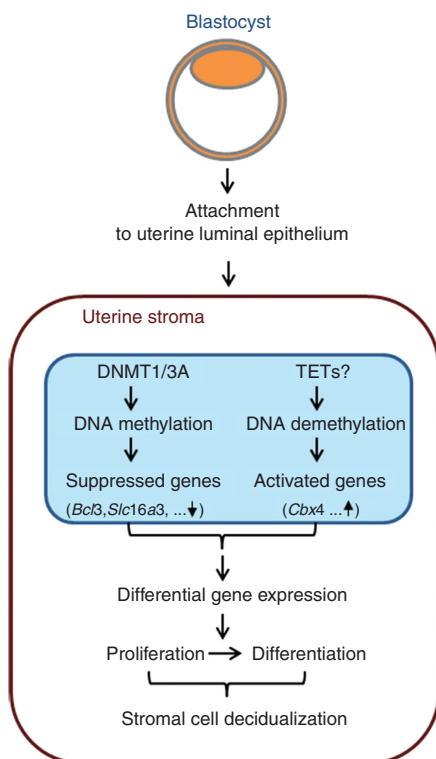 Blastocyst
Attachment
to uterine luminal epithelium
Uterine stroma
DNMT1/3A
TETs?
DNA methylation
DNA demethylation
Suppressed genes
Activated genes
(Bcl3,Slc16a3, ...↓)
(Cbx4 ...↑)
Differential gene expression
Proliferation → Differentiation
Stromal cell decidualization